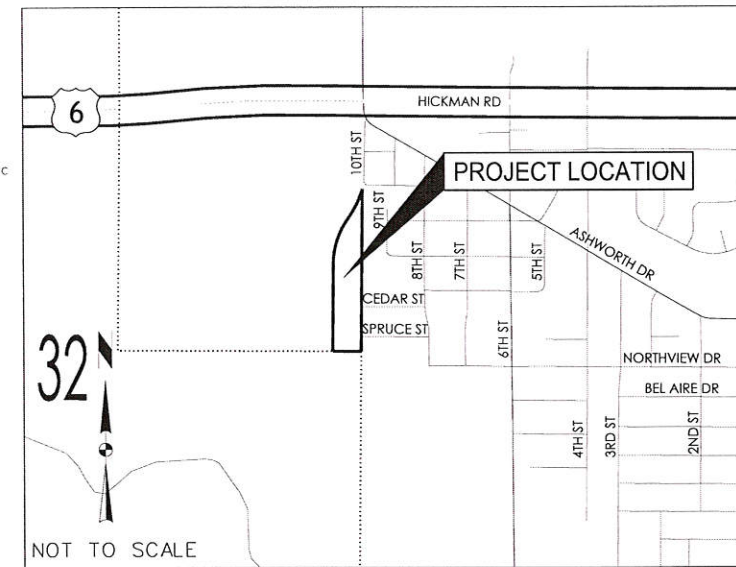 6
HICKMAN RD
10TH ST
PROJECT LOCATION
9TH ST
ASHWORTH DR
8TH ST
7TH ST
5TH ST
CEDAR ST
SPRUCE ST
6TH ST
32
N
NORTHVIEW DR
BEL AIRE DR
4TH ST
3RD ST
2ND ST
NOT TO SCALE
c